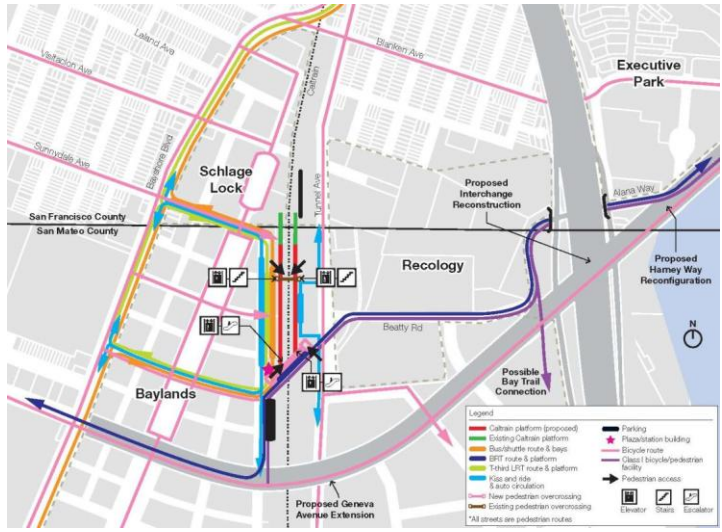 Leland Ave
Visitacion Ave
Sunnydale Ave
Bayshore Blvd
Blanken Ave
Caltrain
Tunnel Ave
Executive
Park
Schlage
Lock
San Francisco County
San Mateo County
Proposed
Interchange
Reconstruction
Alana Way
Proposed
Harney Way
Reconfiguration
Recology
Beatty Rd
N
Possible
Bay Trail
Connection
Baylands
Proposed Geneva
Avenue Extension
Legend
Caltrain platform (proposed)
Existing Caltrain platform
Bus/shuttle route & bays
BRT route & platform
T-third LRT route & platform
Kiss and ride
& auto circulation
New pedestrian overcrossing
Existing pedestrian overcrossing
*All streets are pedestrian routes
Parking
Plaza/station building
Bicycle route
Class I bicycle/pedestrian
facility
Pedestrian access
Elevator
Stairs
Escalator